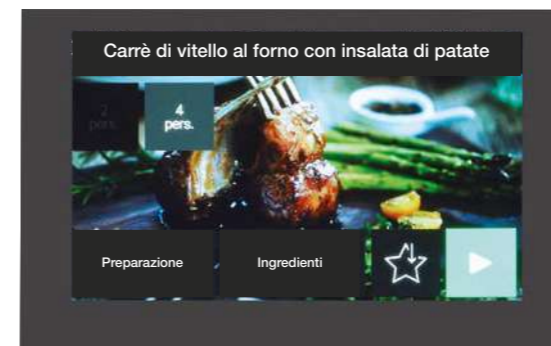 Carrè di vitello al forno con insalata di patate
2
pers.
4
pers.
Preparazione
Ingredienti